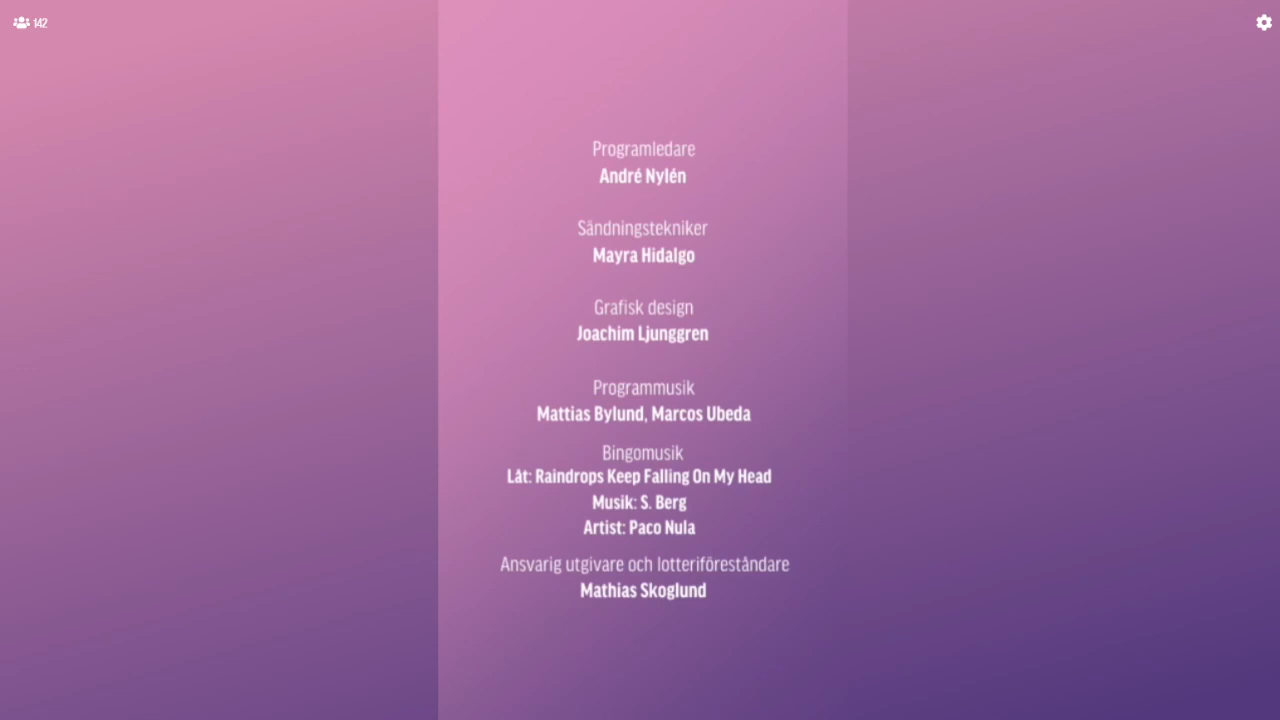 142
Programledare
André Nylén
Sändningstekniker
Mayra Hidalgo
Grafisk design
Joachim Ljunggren
Programmusik
Mattias Bylund, Marcos Ubeda
Bingomusik
Låt: Raindrops Keep Falling On My Head
Musik: S. Berg
Artist: Paco Nula
Ansvarig utgivare och lotteriföreståndare
Mathias Skoglund